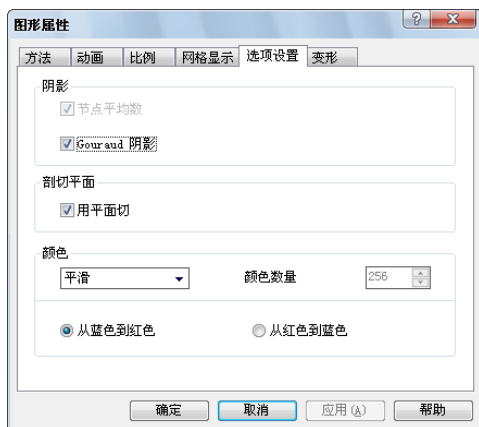 图形属性
方法 动画 比例 网格显示 选项设置 变形
阴影
节点平均数
Gouraud 阴影
剖切平面
用平面切
颜色
平滑 颜色数量 256
从蓝色到红色 从红色到蓝色
确定 取消 应用(A) 帮助